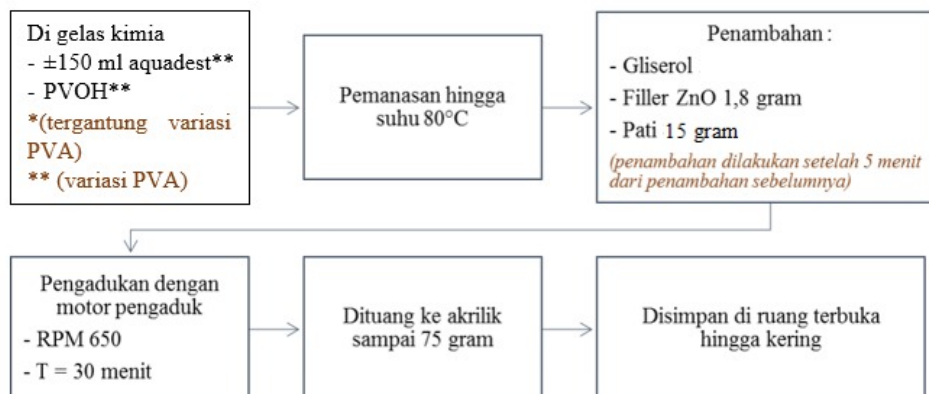 Di gelas kimia
- ±150 ml aquadest**
- PVOH**
*(tergantung variasi
PVA)
** (variasi PVA)
Pemanasan hingga
suhu 80°C
Penambahan :
- Gliserol
- Filler ZnO 1,8 gram
- Pati 15 gram
(penambahan dilakukan setelah 5 menit
dari penambahan sebelumnya)
Pengadukan dengan
motor pengaduk
- RPM 650
- T = 30 menit
Dituang ke akrilik
sampai 75 gram
Disimpan di ruang terbuka
hingga kering